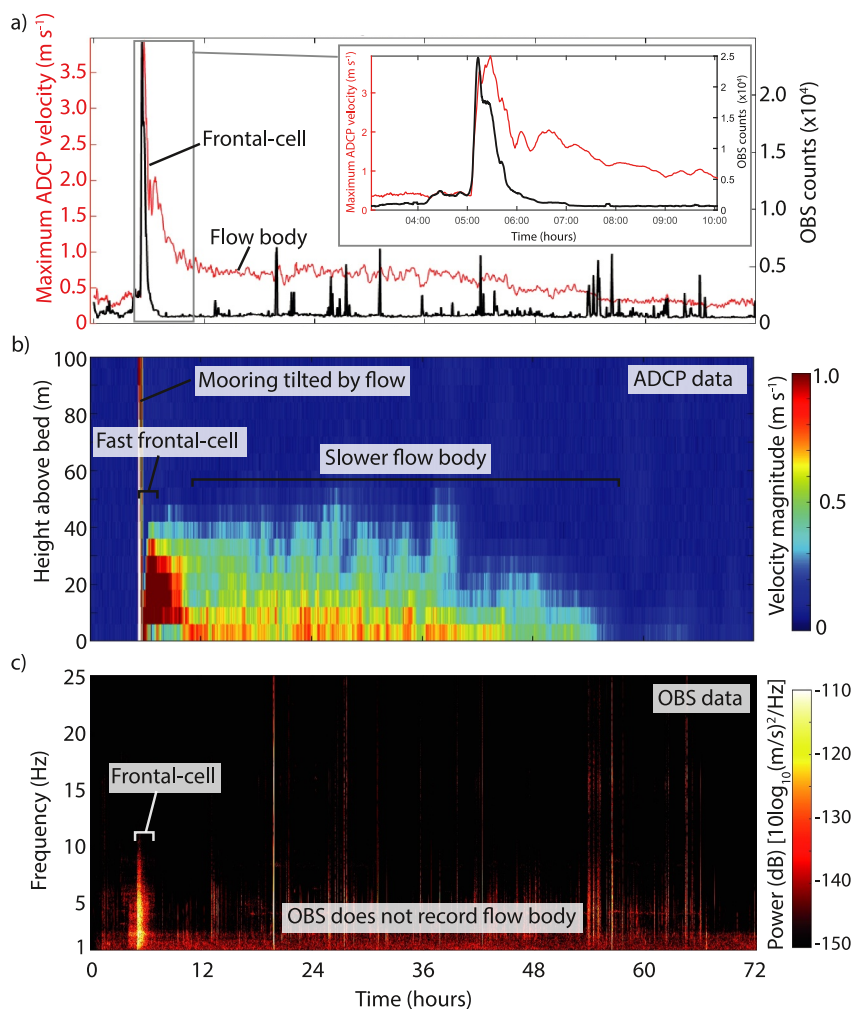 a)
Maximum ADCP velocity (m s⁻¹)
3.5
3.0
2.5
2.0
1.5
1.0
0.5
0
Frontal-cell
Flow body
OBS counts (x10⁴)
2.0
1.5
1.0
0.5
0
Maximum ADCP velocity (m s⁻¹)
3
2
1
0
OBS counts (x10⁴)
2.5
2
1.5
1
0.5
0
04:00 05:00 06:00 07:00 08:00 09:00 10:00
Time (hours)
b)
Height above bed (m)
100
80
60
40
20
0
Mooring tilted by flow
ADCP data
Fast frontal-cell
Slower flow body
1.0
0.5
0
Velocity magnitude (m s⁻¹)
c)
Frequency (Hz)
25
20
15
10
5
1
OBS data
Frontal-cell
OBS does not record flow body
-110
-120
-130
-140
-150
Power (dB) [10log₁₀(m/s)²/Hz]
0 12 24 36 48 60 72
Time (hours)